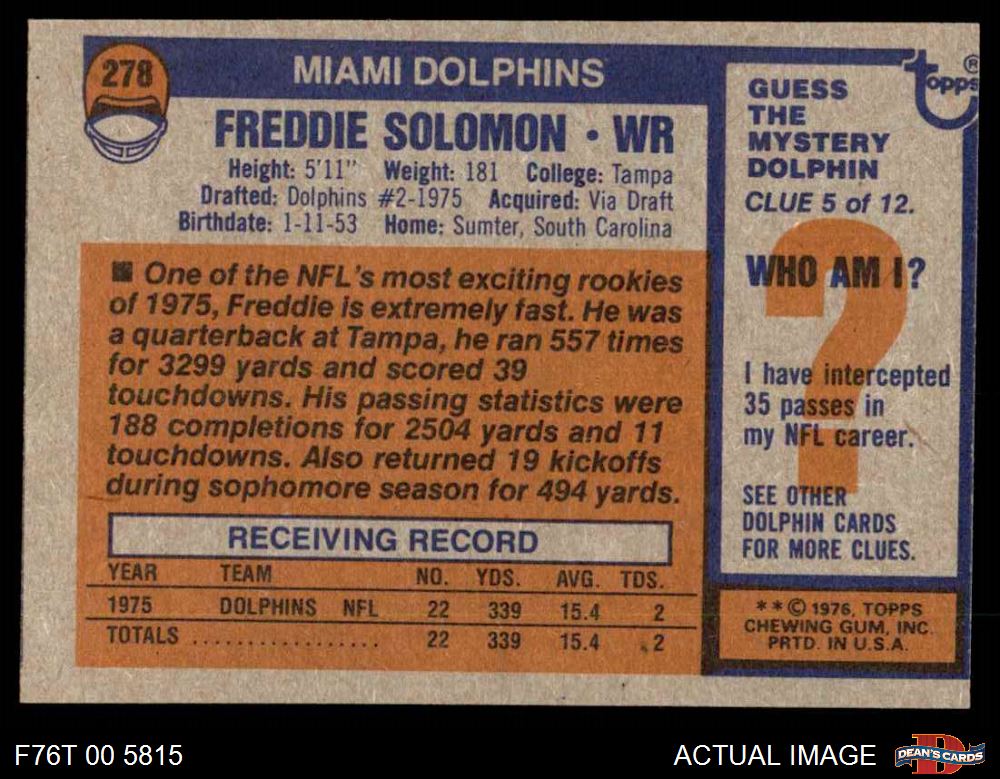 278
MIAMI DOLPHINS
FREDDIE SOLOMON • WR
Height: 5'11" Weight: 181 College: Tampa
Drafted: Dolphins #2-1975 Acquired: Via Draft
Birthdate: 1-11-53 Home: Sumter, South Carolina
■ One of the NFL's most exciting rookies
of 1975, Freddie is extremely fast. He was
a quarterback at Tampa, he ran 557 times
for 3299 yards and scored 39
touchdowns. His passing statistics were
188 completions for 2504 yards and 11
touchdowns. Also returned 19 kickoffs
during sophomore season for 494 yards.
RECEIVING RECORD
YEAR TEAM NO. YDS. AVG. TDS.
1975 DOLPHINS NFL 22 339 15.4 2
TOTALS .................. 22 339 15.4 2
topps®
GUESS
THE
MYSTERY
DOLPHIN
CLUE 5 of 12.
WHO AM I?
?
I have intercepted
35 passes in
my NFL career.
SEE OTHER
DOLPHIN CARDS
FOR MORE CLUES.
**© 1976, TOPPS
CHEWING GUM, INC.
PRTD. IN U.S.A.
F76T 00 5815
ACTUAL IMAGE
D
DEAN'S CARDS